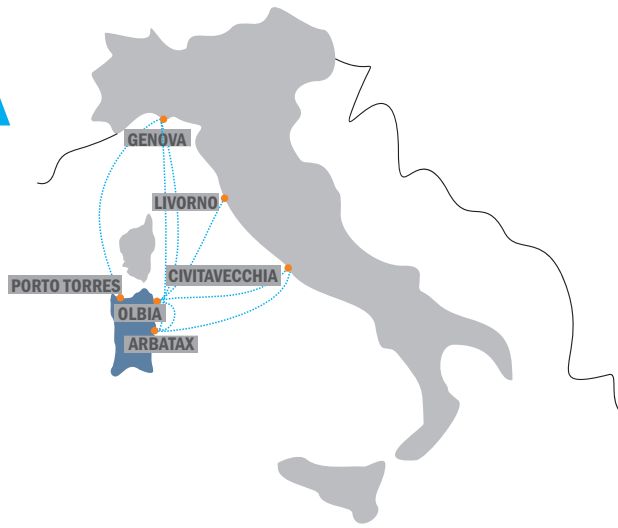 GENOVA
LIVORNO
CIVITAVECCHIA
PORTO TORRES
OLBIA
ARBATAX